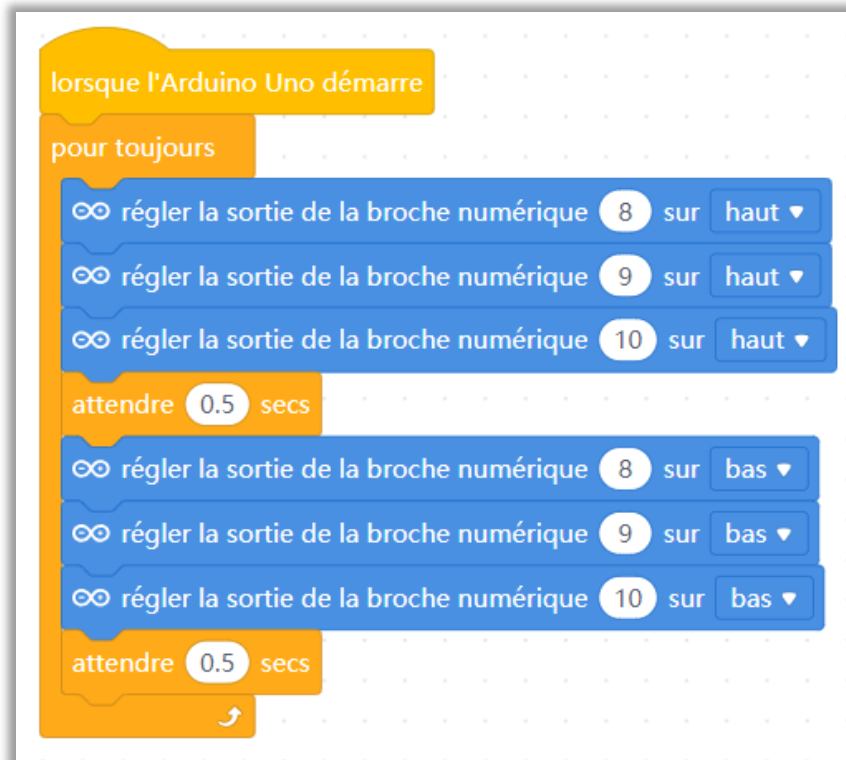 lorsque l'Arduino Uno démarre
pour toujours
régler la sortie de la broche numérique 8 sur haut
régler la sortie de la broche numérique 9 sur haut
régler la sortie de la broche numérique 10 sur haut
attendre 0.5 secs
régler la sortie de la broche numérique 8 sur bas
régler la sortie de la broche numérique 9 sur bas
régler la sortie de la broche numérique 10 sur bas
attendre 0.5 secs